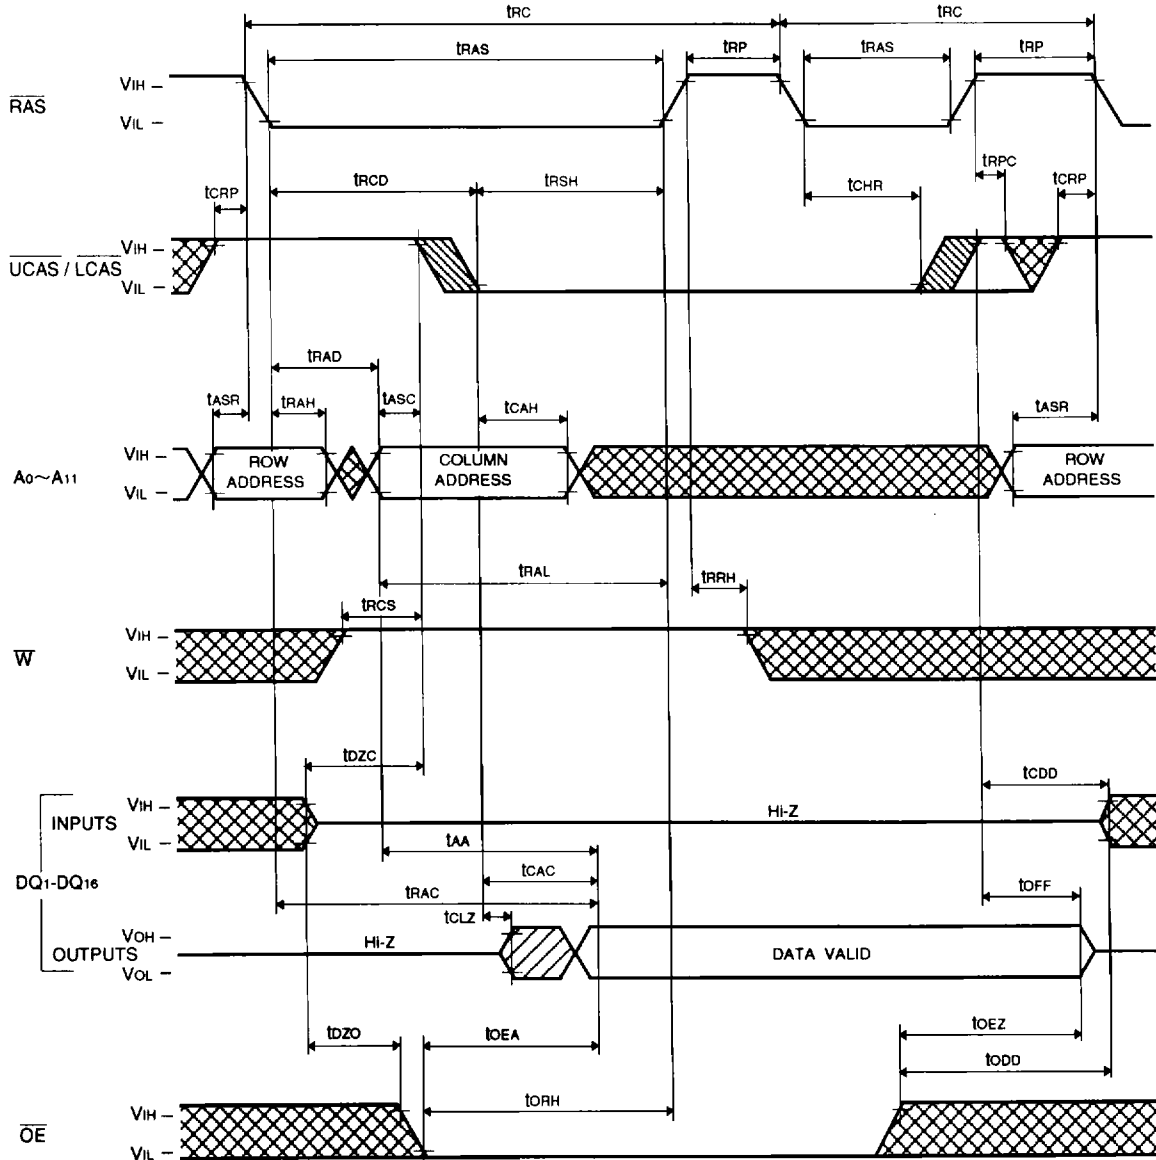 tRC tRC
tRAS tRP tRAS tRP
RAS VIH
VIL
tRPC
tCRP tRCD tRSH tCHR tCRP
UCAS / LCAS VIH
VIL
tRAD
tASR tRAH tASC tCAH tASR
A0~A11 VIH ROW ADDRESS COLUMN ADDRESS ROW ADDRESS
VIL
tRAL tRRH
tRCS
W VIH
VIL
tDZC tCDD
INPUTS VIH Hi-Z
VIL
tAA
DQ1-DQ16 tCAC
tRAC tOFF
tCLZ
OUTPUTS VOH Hi-Z DATA VALID
VOL
tDZO tOEA tOEZ
tODD
tORH
OE VIH
VIL